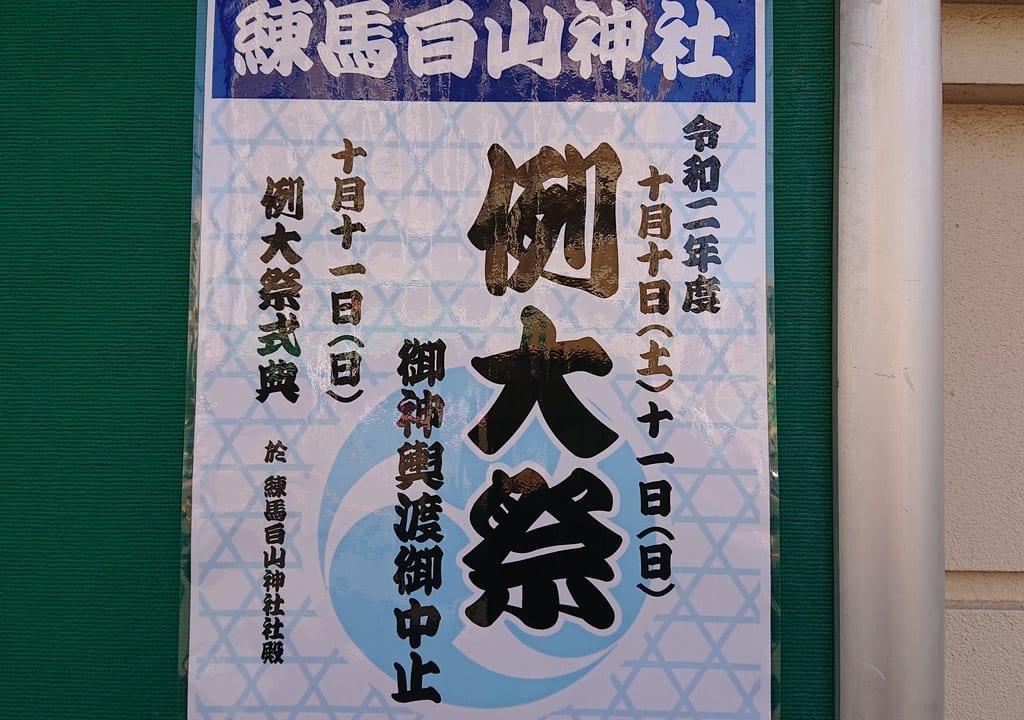 練馬白山神社
令和二年度
十月十日(土)十一日(日)
例大祭
御神輿渡御中止
十月十一日(日)
例大祭式典
於 練馬白山神社社殿